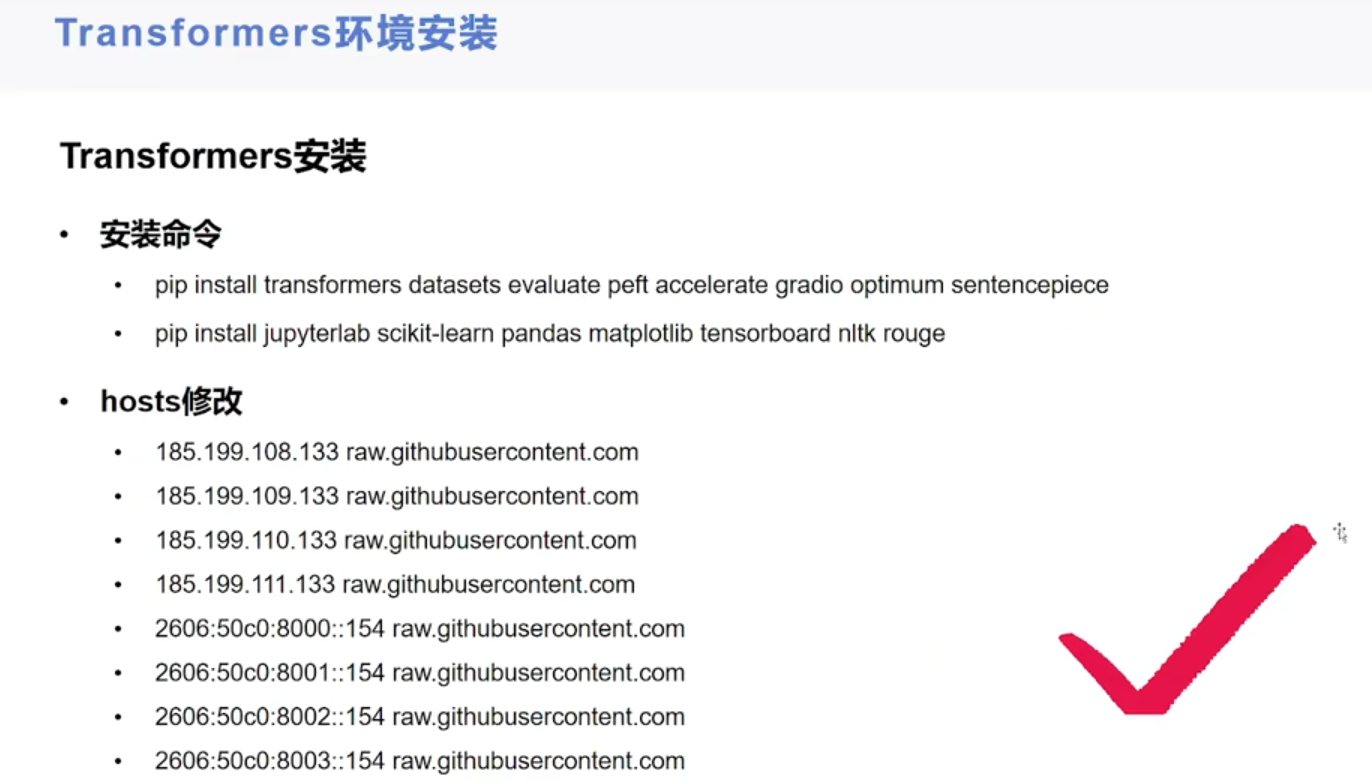 Transformers环境安装
Transformers安装
• 安装命令
• pip install transformers datasets evaluate peft accelerate gradio optimum sentencepiece
• pip install jupyterlab scikit-learn pandas matplotlib tensorboard nltk rouge
• hosts修改
• 185.199.108.133 raw.githubusercontent.com
• 185.199.109.133 raw.githubusercontent.com
• 185.199.110.133 raw.githubusercontent.com
• 185.199.111.133 raw.githubusercontent.com
• 2606:50c0:8000::154 raw.githubusercontent.com
• 2606:50c0:8001::154 raw.githubusercontent.com
• 2606:50c0:8002::154 raw.githubusercontent.com
• 2606:50c0:8003::154 raw.githubusercontent.com